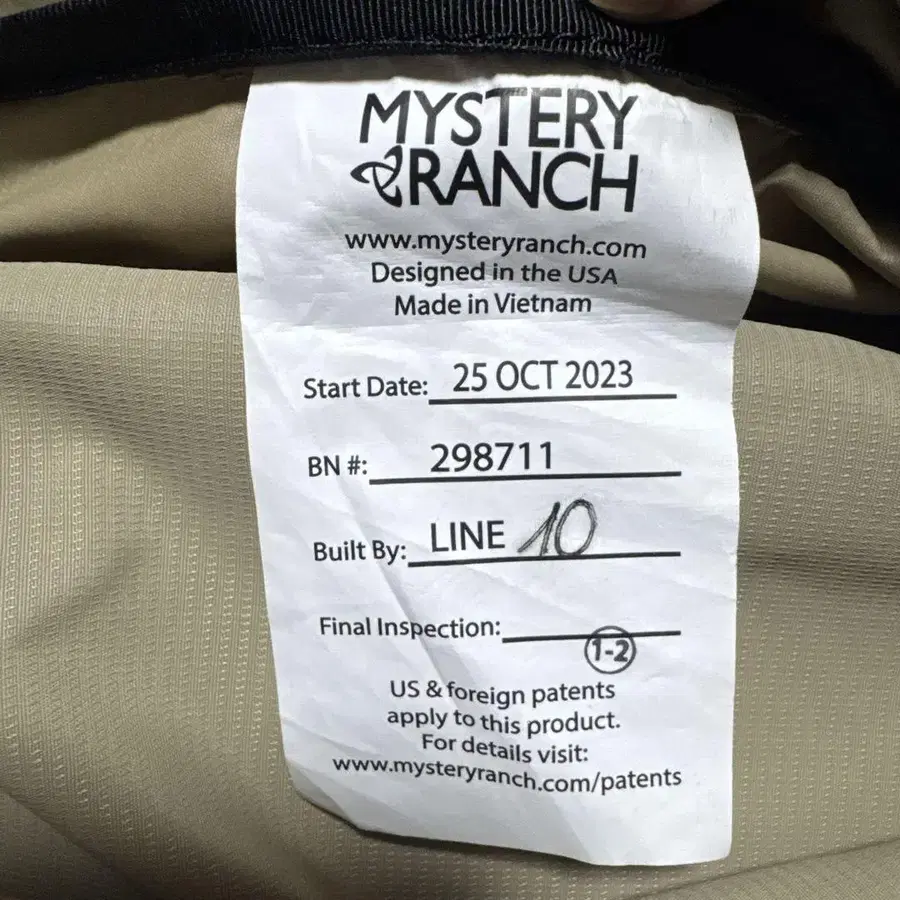 MYSTERY
RANCH
www.mysteryranch.com
Designed in the USA
Made in Vietnam
Start Date: 25 OCT 2023
BN #: 298711
Built By: LINE 10
Final Inspection:
1-2
US & foreign patents
apply to this product.
For details visit:
www.mysteryranch.com/patents